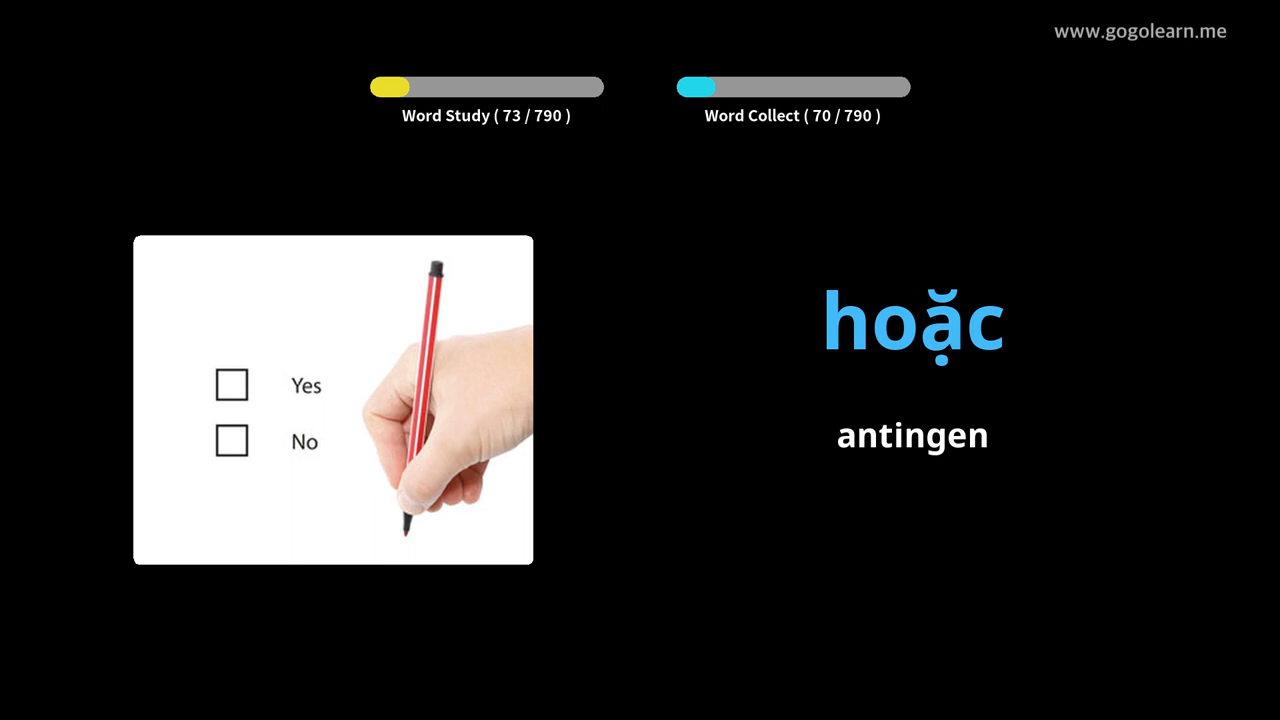 www.gogolearn.me
Word Study ( 73 / 790 )
Word Collect ( 70 / 790 )
Yes
No
hoặc
antingen